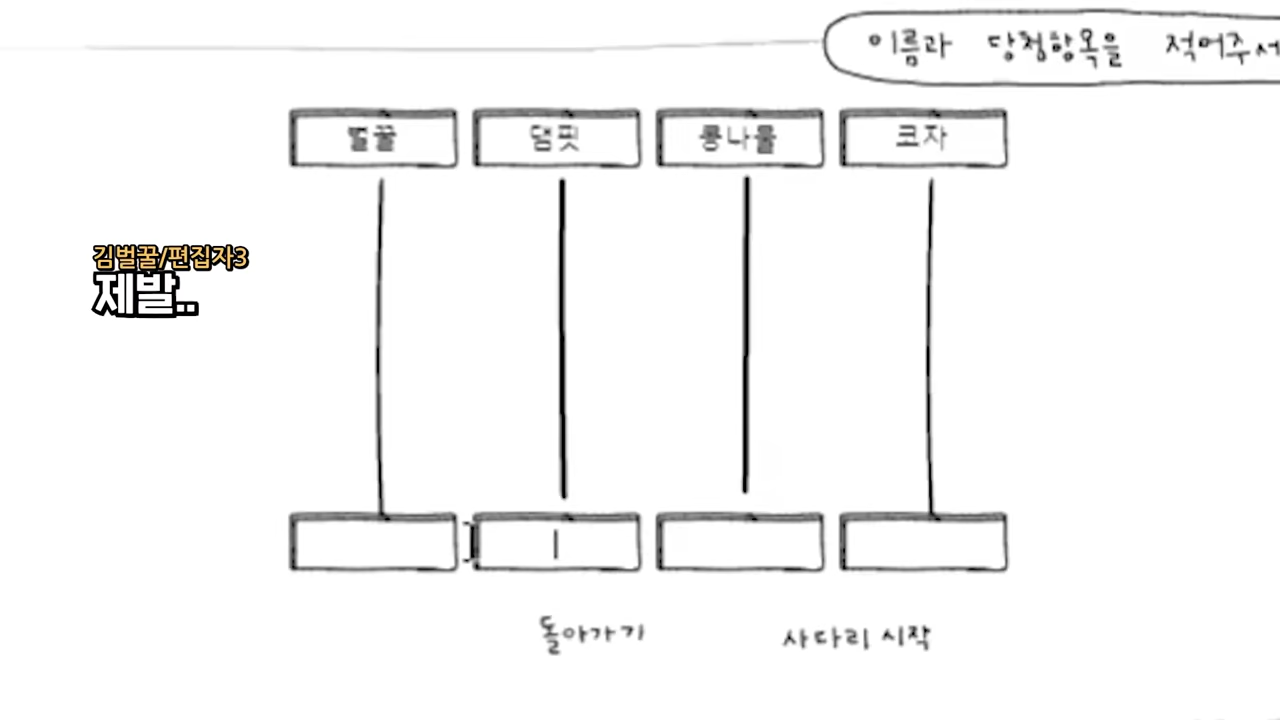 이름과 당첨항목을 적어주세
벌꿀 댐핏 콩나물 코자
김벌꿀/편집자3
제발..
돌아가기 사다리 시작